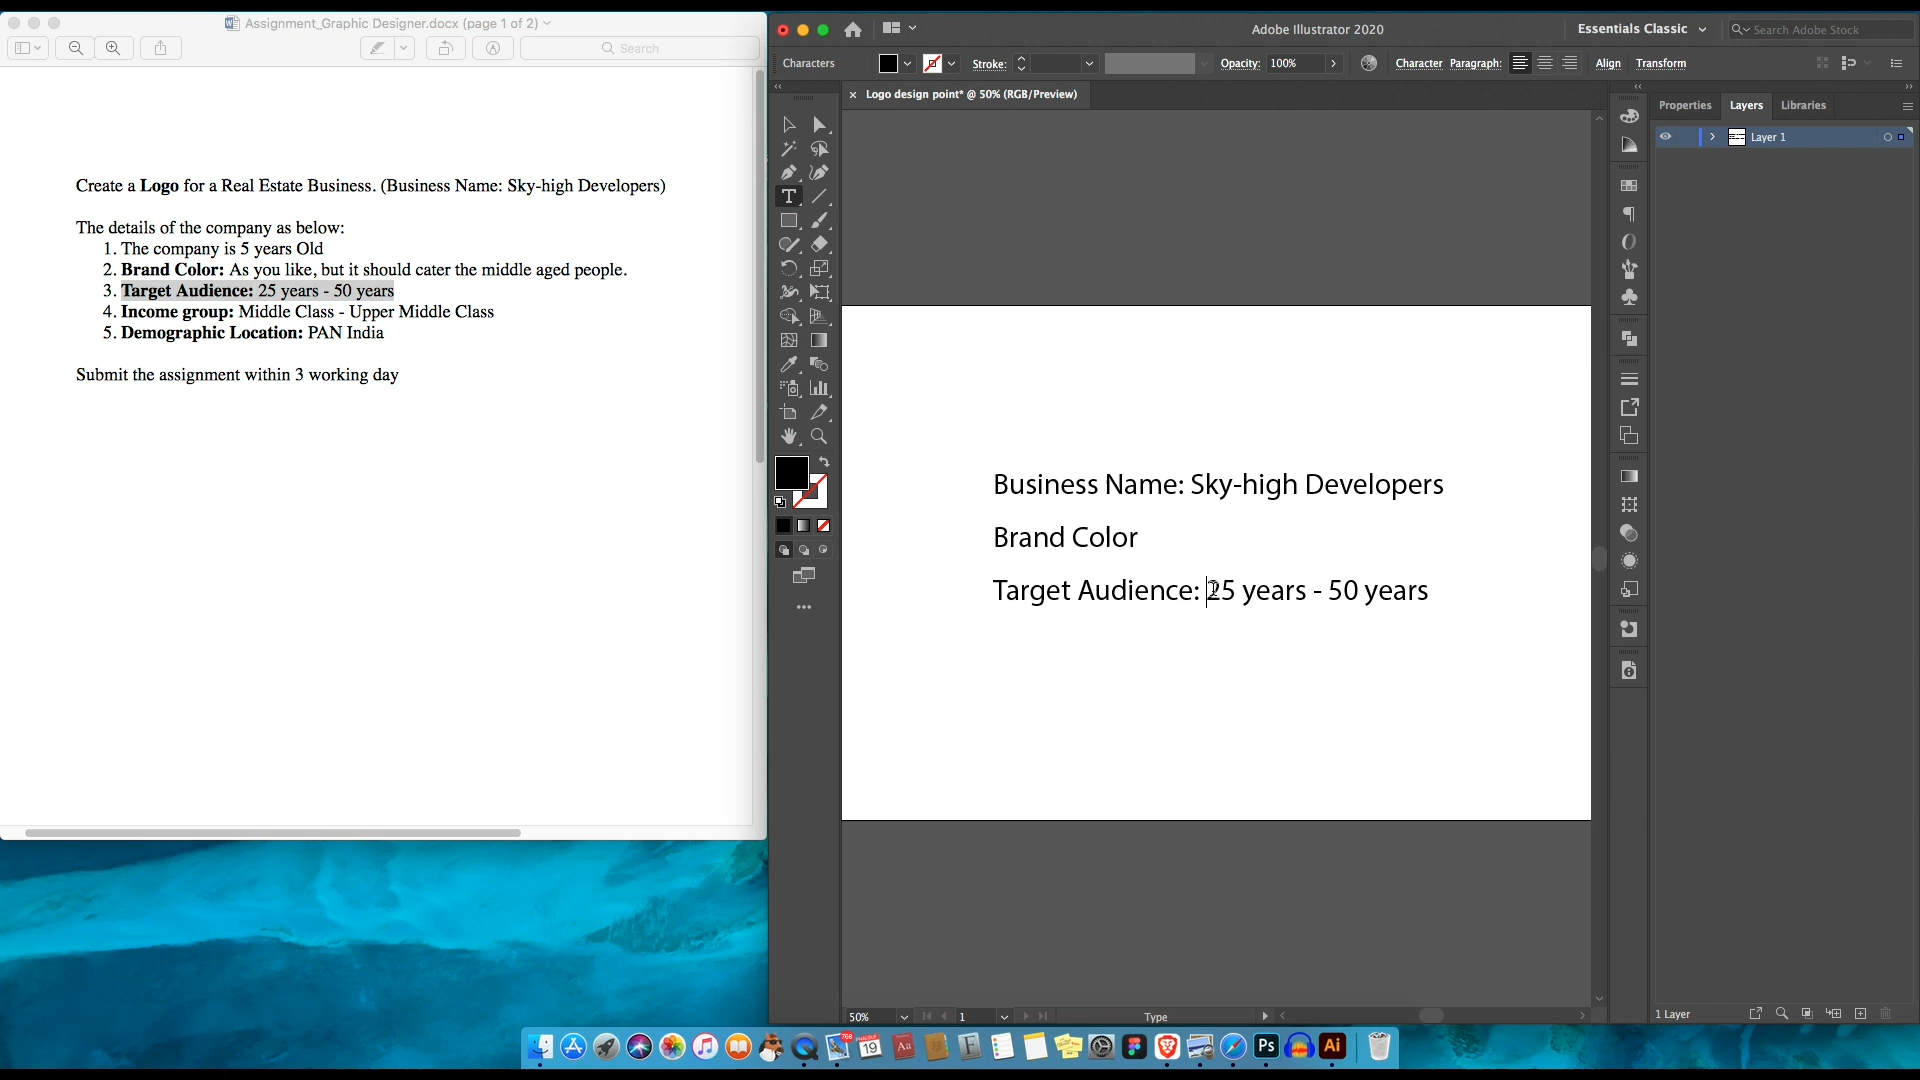 Assignment_Graphic Designer.docx (page 1 of 2)
Search
Create a Logo for a Real Estate Business. (Business Name: Sky-high Developers)
The details of the company as below:
1. The company is 5 years Old
2. Brand Color: As you like, but it should cater the middle aged people.
3. Target Audience: 25 years - 50 years
4. Income group: Middle Class - Upper Middle Class
5. Demographic Location: PAN India
Submit the assignment within 3 working day
Adobe Illustrator 2020
Essentials Classic
Search Adobe Stock
Characters
Stroke:
Opacity: 100%
Character
Paragraph:
Align
Transform
× Logo design point* @ 50% (RGB/Preview)
Properties
Layers
Libraries
Layer 1
Business Name: Sky-high Developers
Brand Color
Target Audience: 25 years - 50 years
50%
1
Type
1 Layer
768
19
Aa
Ps
Ai